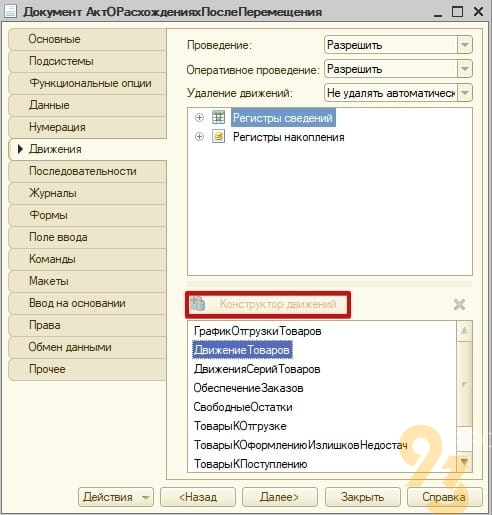 Документ АктОРасхожденияхПослеПеремещения
Основные
Подсистемы
Функциональные опции
Данные
Нумерация
Движения
Последовательности
Журналы
Формы
Поле ввода
Команды
Макеты
Ввод на основании
Права
Обмен данными
Прочее
Проведение: Разрешить
Оперативное проведение: Разрешить
Удаление движений: Не удалять автоматическ
Регистры сведений
Регистры накопления
Конструктор движений
ГрафикОтгрузкиТоваров
ДвижениеТоваров
ДвиженияСерийТоваров
ОбеспечениеЗаказов
СвободныеОстатки
ТоварыКОтгрузке
ТоварыКОформлениюИзлишковНедостач
ТоварыКПоступлению
Действия <Назад Далее> Закрыть Справка
23